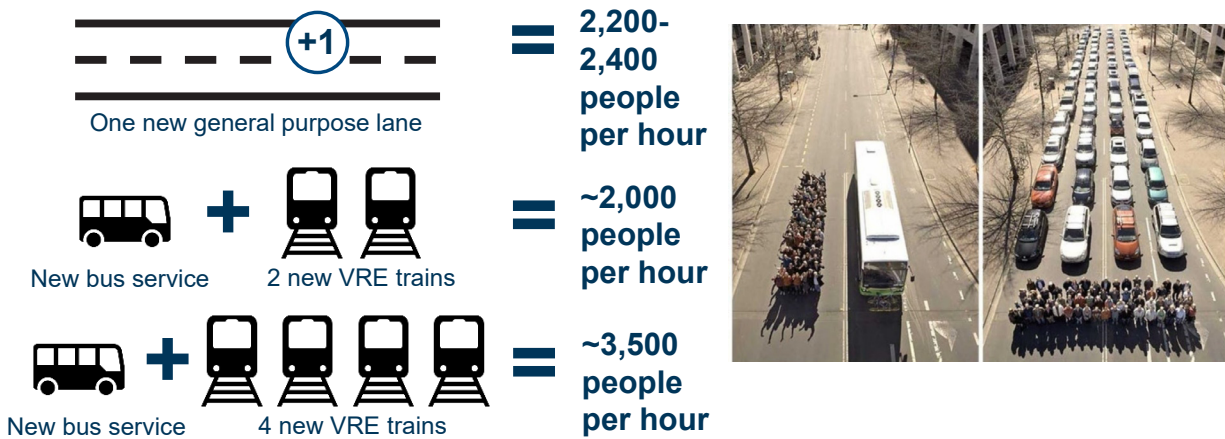 +1
One new general purpose lane
=
2,200-
2,400
people
per hour
+
New bus service
2 new VRE trains
=
~2,000
people
per hour
+
New bus service
4 new VRE trains
=
~3,500
people
per hour